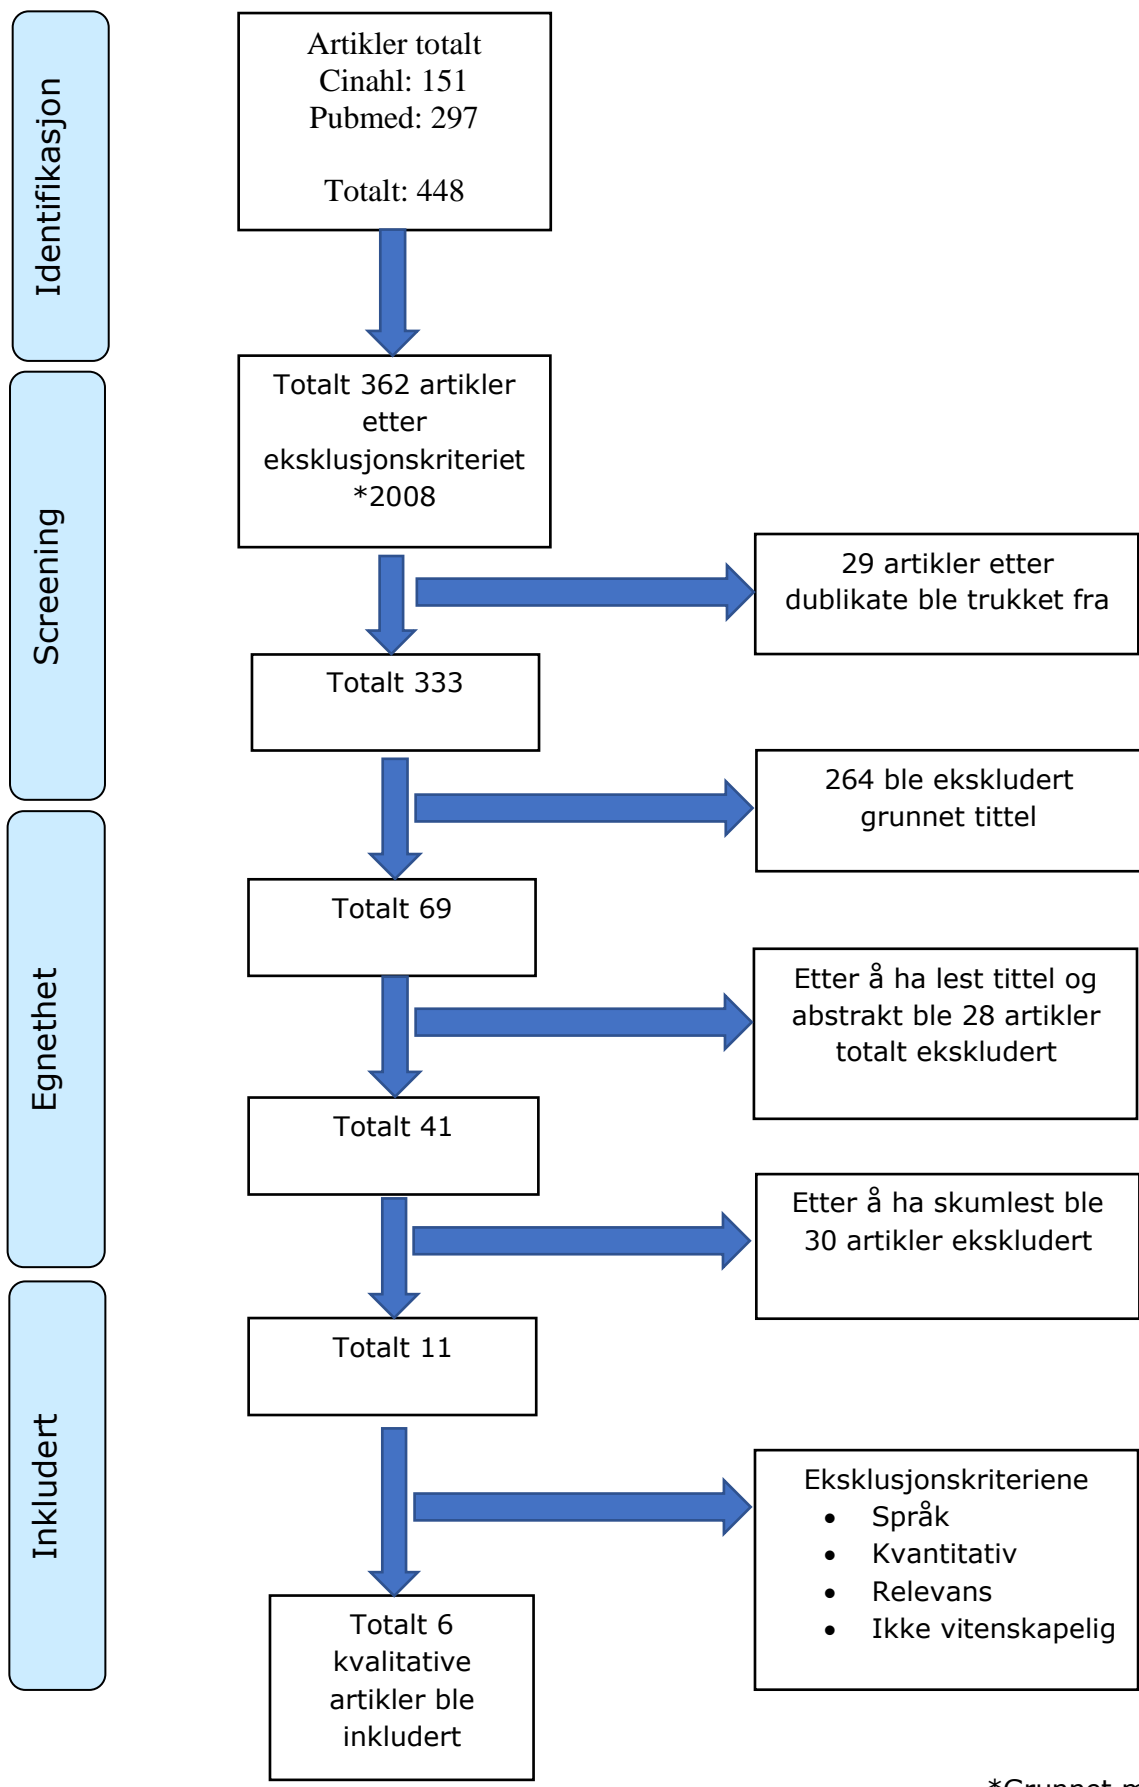 Identifikasjon
Artikler totalt
Cinahl: 151
Pubmed: 297
Totalt: 448
Screening
Totalt 362 artikler
etter
eksklusjonskriteriet
*2008
29 artikler etter
dublikate ble trukket fra
Totalt 333
264 ble ekskludert
grunnet tittel
Egnethet
Totalt 69
Etter å ha lest tittel og
abstrakt ble 28 artikler
totalt ekskludert
Totalt 41
Etter å ha skumlest ble
30 artikler ekskludert
Inkludert
Totalt 11
Eksklusjonskriteriene
• Språk
• Kvantitativ
• Relevans
• Ikke vitenskapelig
Totalt 6
kvalitative
artikler ble
inkludert
*Grunnet